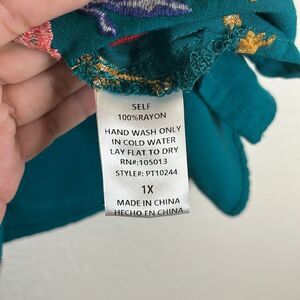 SELF
100%RAYON
HAND WASH ONLY
IN COLD WATER
LAY FLAT TO DRY
RN#:105013
STYLE#: PT10244
1X
MADE IN CHINA
HECHO EN CHINA